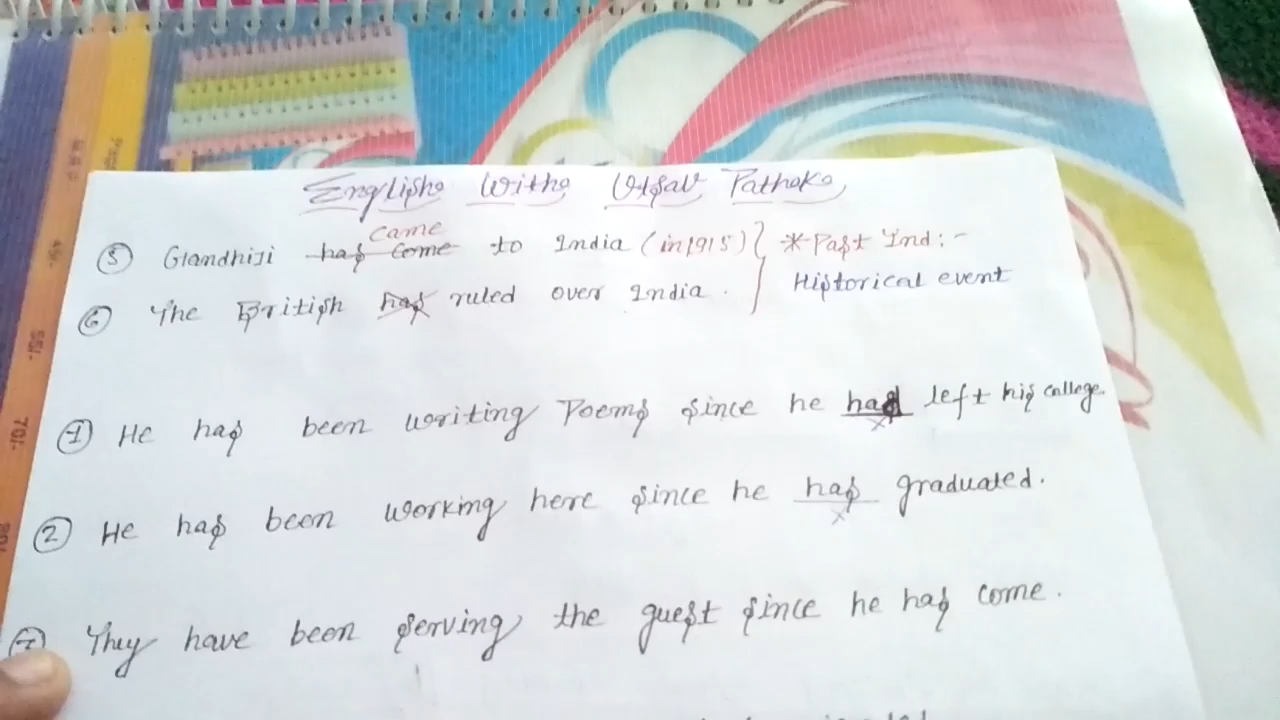 English With Utsav Pathak
came
⑤ Gandhiji has come to India (in 1915) } * Past Ind:-
⑥ The British has ruled over India. Historical event
① He has been writing Poems since he had left his college.
x
② He has been working here since he has graduated.
x
They have been serving the guest since he has come.